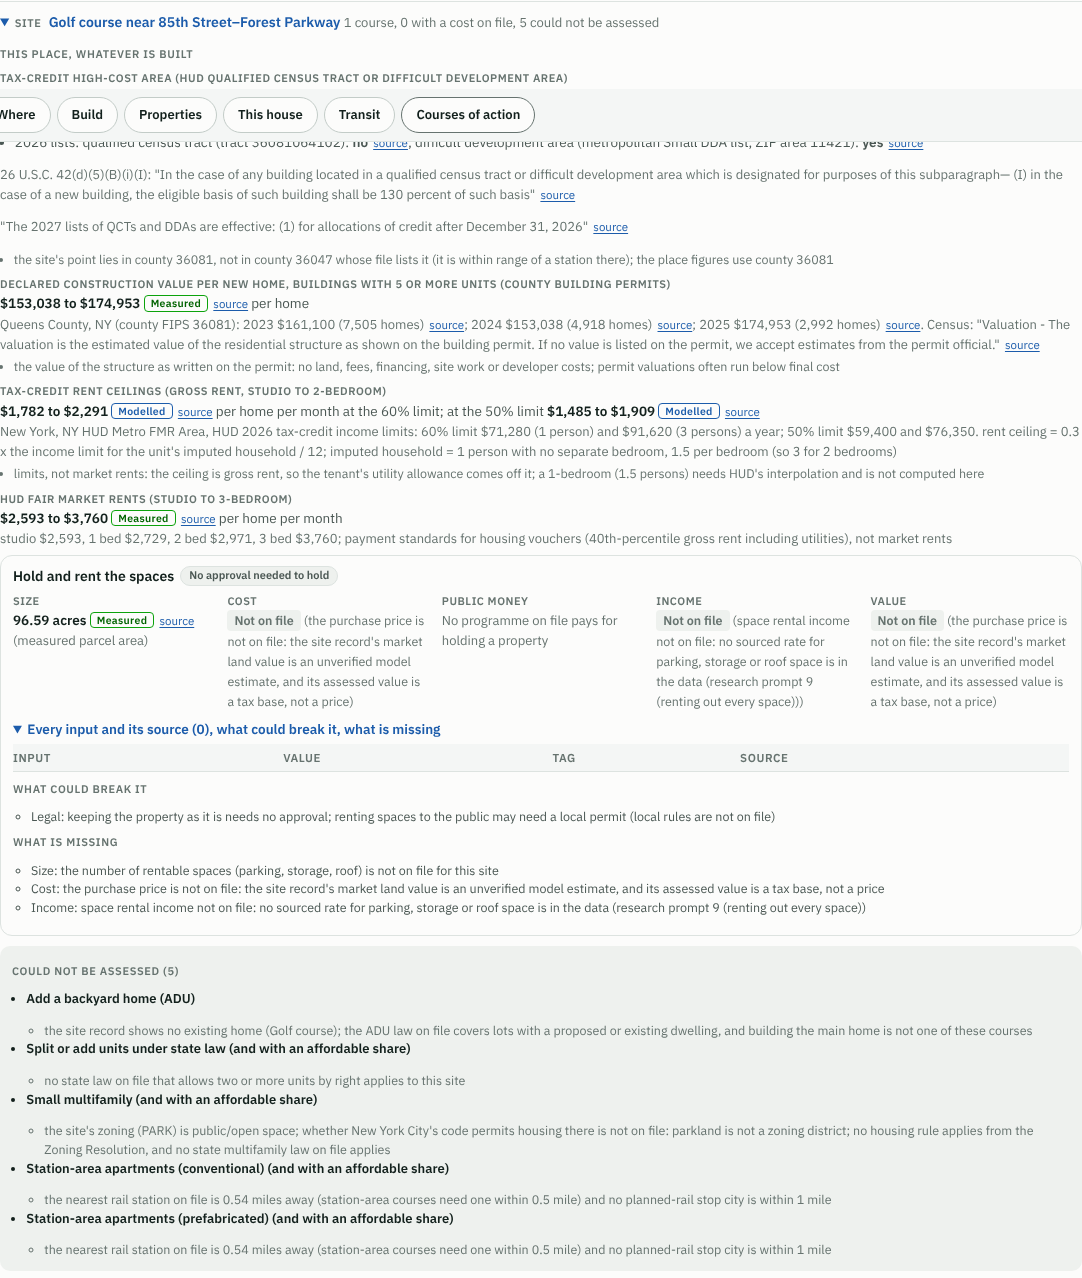 ▼ SITE Golf course near 85th Street–Forest Parkway 1 course, 0 with a cost on file, 5 could not be assessed
THIS PLACE, WHATEVER IS BUILT
TAX-CREDIT HIGH-COST AREA (HUD QUALIFIED CENSUS TRACT OR DIFFICULT DEVELOPMENT AREA)
Where Build Properties This house Transit Courses of action
• 2026 lists: qualified census tract (tract 36081064102): no source; difficult development area (metropolitan Small DDA list, ZIP area 11421): yes source
26 U.S.C. 42(d)(5)(B)(i)(I): "In the case of any building located in a qualified census tract or difficult development area which is designated for purposes of this subparagraph— (I) in the
case of a new building, the eligible basis of such building shall be 130 percent of such basis" source
"The 2027 lists of QCTs and DDAs are effective: (1) for allocations of credit after December 31, 2026" source
• the site's point lies in county 36081, not in county 36047 whose file lists it (it is within range of a station there); the place figures use county 36081
DECLARED CONSTRUCTION VALUE PER NEW HOME, BUILDINGS WITH 5 OR MORE UNITS (COUNTY BUILDING PERMITS)
$153,038 to $174,953 Measured source per home
Queens County, NY (county FIPS 36081): 2023 $161,100 (7,505 homes) source; 2024 $153,038 (4,918 homes) source; 2025 $174,953 (2,992 homes) source. Census: "Valuation - The
valuation is the estimated value of the residential structure as shown on the building permit. If no value is listed on the permit, we accept estimates from the permit official." source
• the value of the structure as written on the permit: no land, fees, financing, site work or developer costs; permit valuations often run below final cost
TAX-CREDIT RENT CEILINGS (GROSS RENT, STUDIO TO 2-BEDROOM)
$1,782 to $2,291 Modelled source per home per month at the 60% limit; at the 50% limit $1,485 to $1,909 Modelled source
New York, NY HUD Metro FMR Area, HUD 2026 tax-credit income limits: 60% limit $71,280 (1 person) and $91,620 (3 persons) a year; 50% limit $59,400 and $76,350. rent ceiling = 0.3
x the income limit for the unit's imputed household / 12; imputed household = 1 person with no separate bedroom, 1.5 per bedroom (so 3 for 2 bedrooms)
• limits, not market rents: the ceiling is gross rent, so the tenant's utility allowance comes off it; a 1-bedroom (1.5 persons) needs HUD's interpolation and is not computed here
HUD FAIR MARKET RENTS (STUDIO TO 3-BEDROOM)
$2,593 to $3,760 Measured source per home per month
studio $2,593, 1 bed $2,729, 2 bed $2,971, 3 bed $3,760; payment standards for housing vouchers (40th-percentile gross rent including utilities), not market rents
Hold and rent the spaces No approval needed to hold
SIZE
96.59 acres Measured source
(measured parcel area)
COST
Not on file (the purchase price is
not on file: the site record's market
land value is an unverified model
estimate, and its assessed value is
a tax base, not a price)
PUBLIC MONEY
No programme on file pays for
holding a property
INCOME
Not on file (space rental income
not on file: no sourced rate for
parking, storage or roof space is in
the data (research prompt 9
(renting out every space)))
VALUE
Not on file (the purchase price is
not on file: the site record's market
land value is an unverified model
estimate, and its assessed value is
a tax base, not a price)
▼ Every input and its source (0), what could break it, what is missing
INPUT VALUE TAG SOURCE
WHAT COULD BREAK IT
◦ Legal: keeping the property as it is needs no approval; renting spaces to the public may need a local permit (local rules are not on file)
WHAT IS MISSING
◦ Size: the number of rentable spaces (parking, storage, roof) is not on file for this site
◦ Cost: the purchase price is not on file: the site record's market land value is an unverified model estimate, and its assessed value is a tax base, not a price
◦ Income: space rental income not on file: no sourced rate for parking, storage or roof space is in the data (research prompt 9 (renting out every space))
COULD NOT BE ASSESSED (5)
• Add a backyard home (ADU)
◦ the site record shows no existing home (Golf course); the ADU law on file covers lots with a proposed or existing dwelling, and building the main home is not one of these courses
• Split or add units under state law (and with an affordable share)
◦ no state law on file that allows two or more units by right applies to this site
• Small multifamily (and with an affordable share)
◦ the site's zoning (PARK) is public/open space; whether New York City's code permits housing there is not on file: parkland is not a zoning district; no housing rule applies from the
Zoning Resolution, and no state multifamily law on file applies
• Station-area apartments (conventional) (and with an affordable share)
◦ the nearest rail station on file is 0.54 miles away (station-area courses need one within 0.5 mile) and no planned-rail stop city is within 1 mile
• Station-area apartments (prefabricated) (and with an affordable share)
◦ the nearest rail station on file is 0.54 miles away (station-area courses need one within 0.5 mile) and no planned-rail stop city is within 1 mile